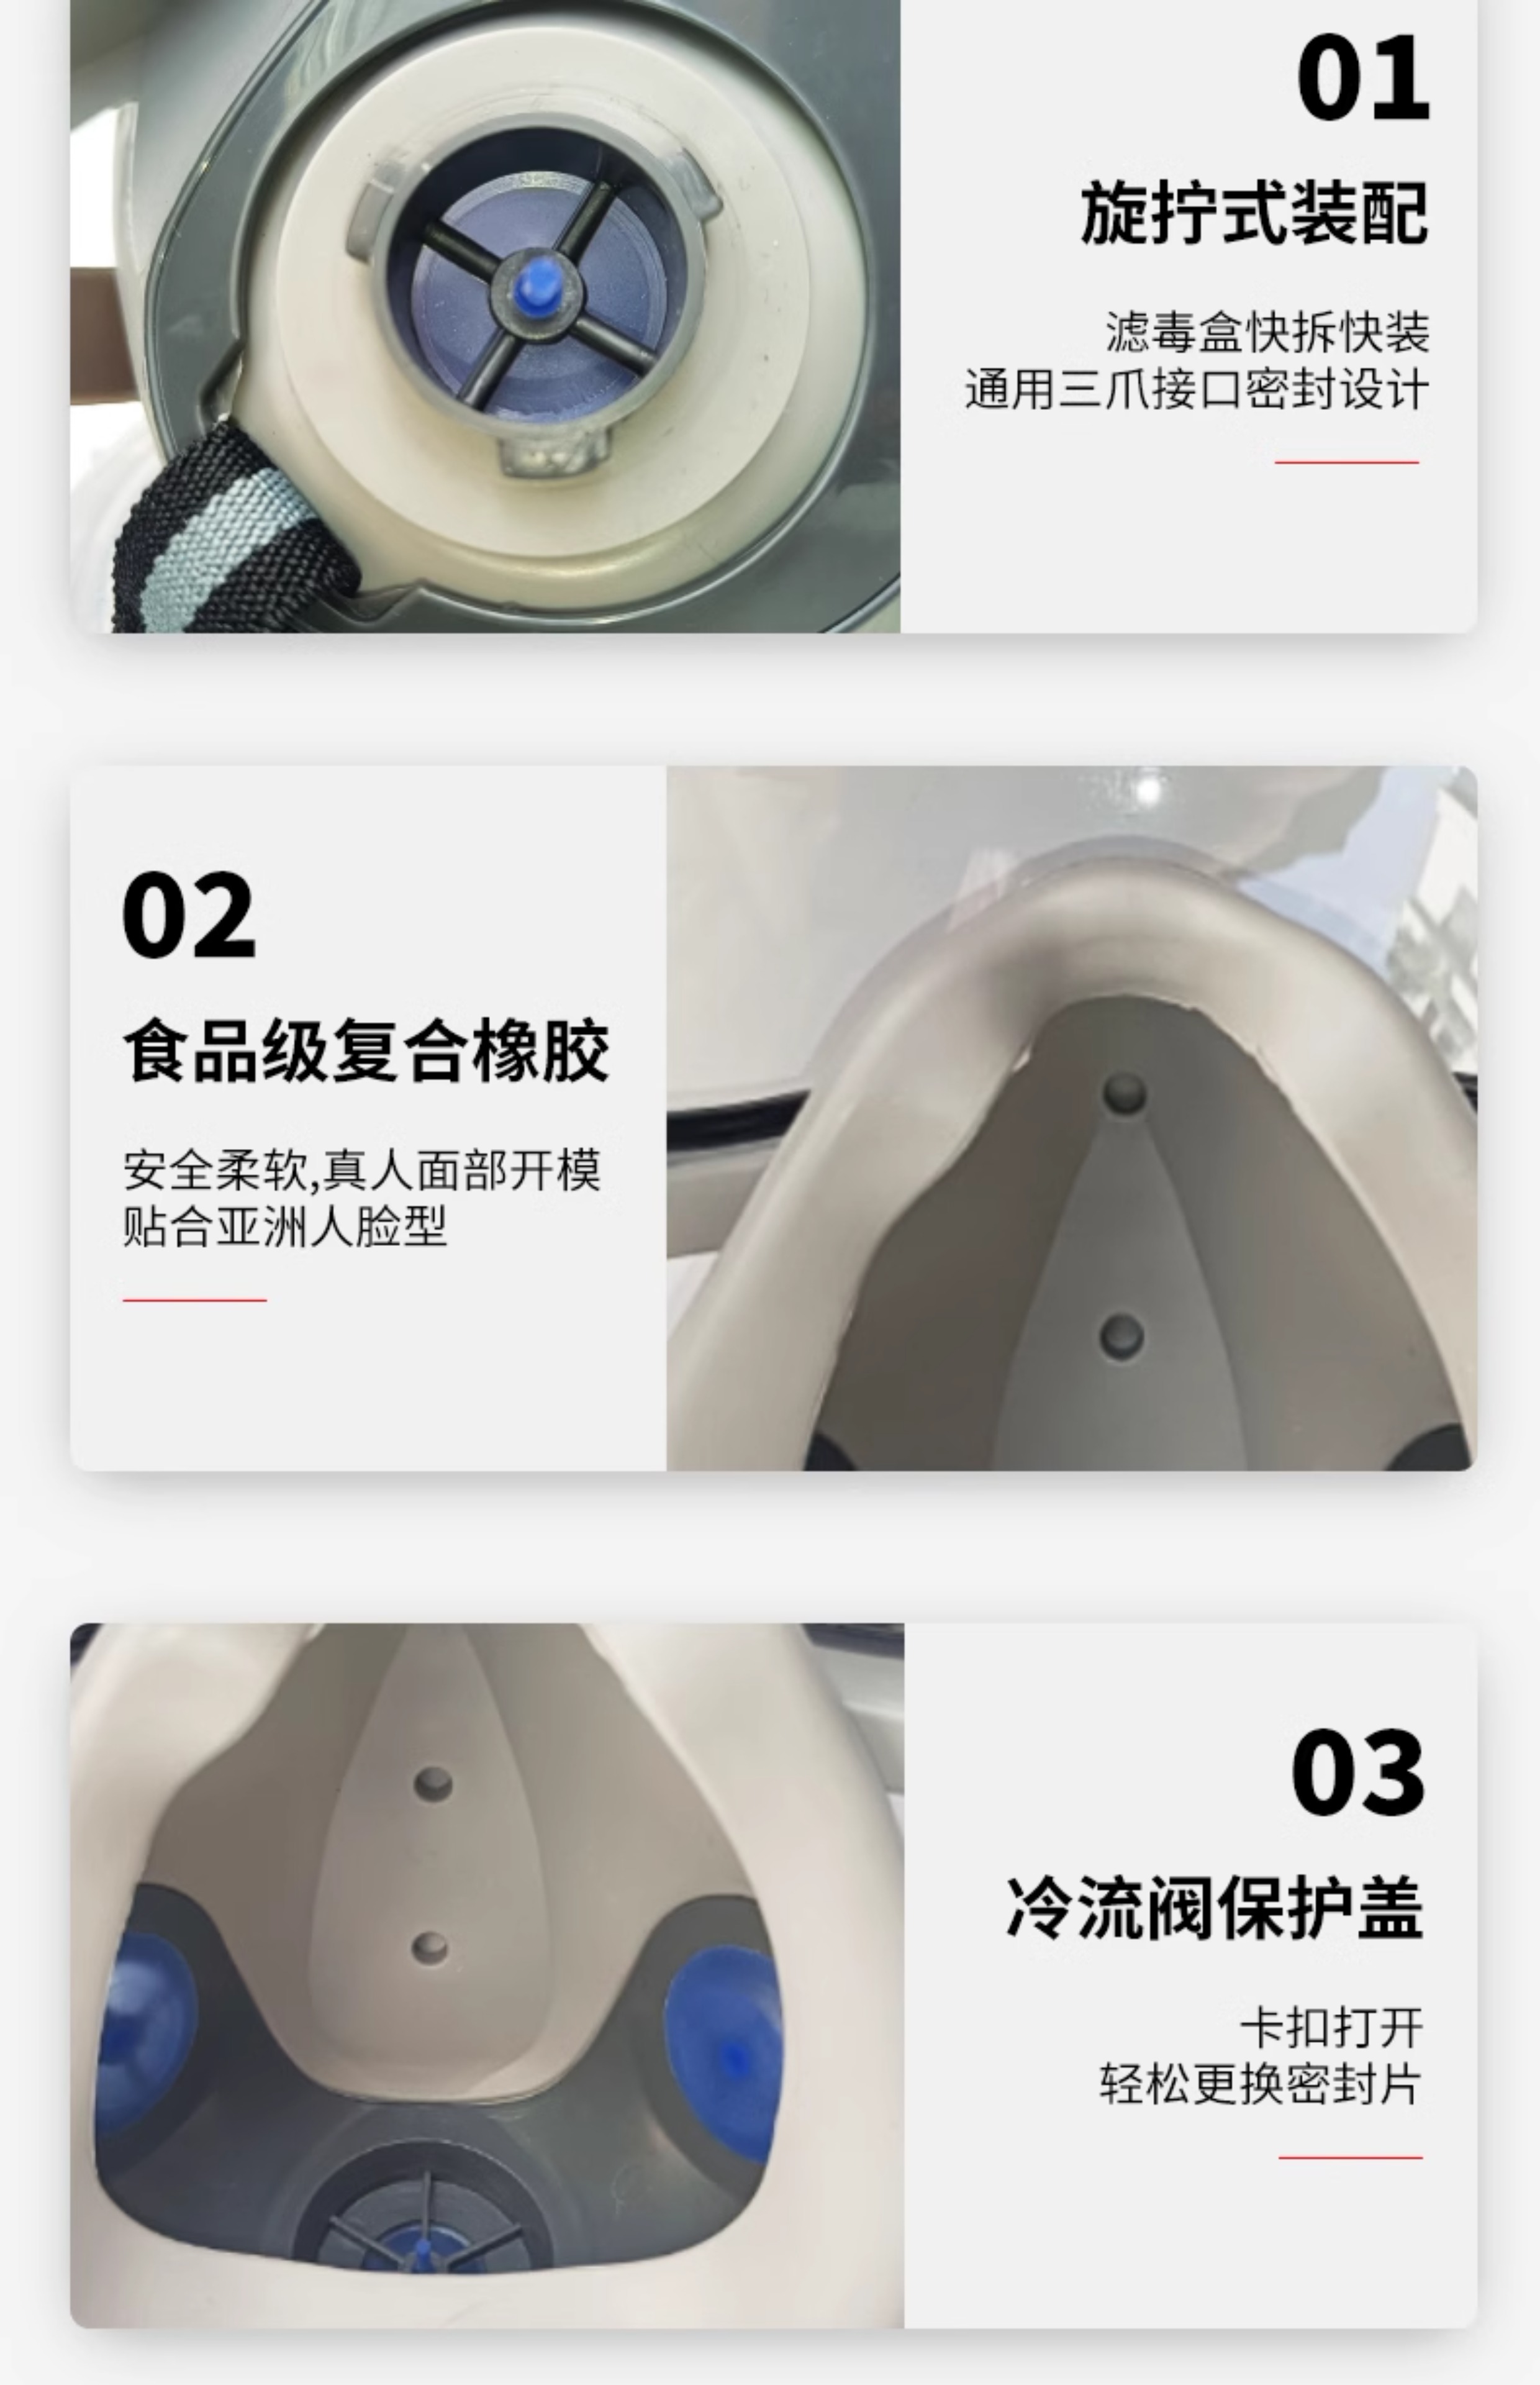 01
旋拧式装配
滤毒盒快拆快装
通用三爪接口密封设计
02
食品级复合橡胶
安全柔软,真人面部开模
贴合亚洲人脸型
03
冷流阀保护盖
卡扣打开
轻松更换密封片